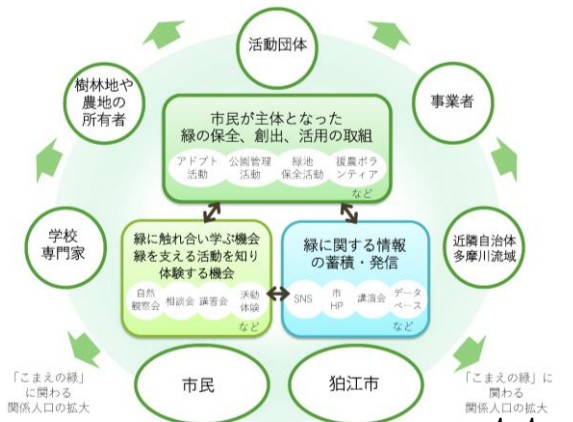 活動団体
樹林地や
農地の
所有者
事業者
市民が主体となった
緑の保全、創出、活用の取組
アドプト
活動
公園管理
活動
緑地
保全活動
援農ボラ
ンティア
など
学校
専門家
緑に触れ合い学ぶ機会
緑を支える活動を知り
体験する機会
自然
観察会
相談会
講習会
活動
体験
など
緑に関する情報
の蓄積・発信
SNS
市
HP
講演会
データ
ベース
など
近隣自治体
多摩川流域
「こまえの緑」
に関わる
関係人口の拡大
市民
狛江市
「こまえの緑」に
関わる
関係人口の拡大